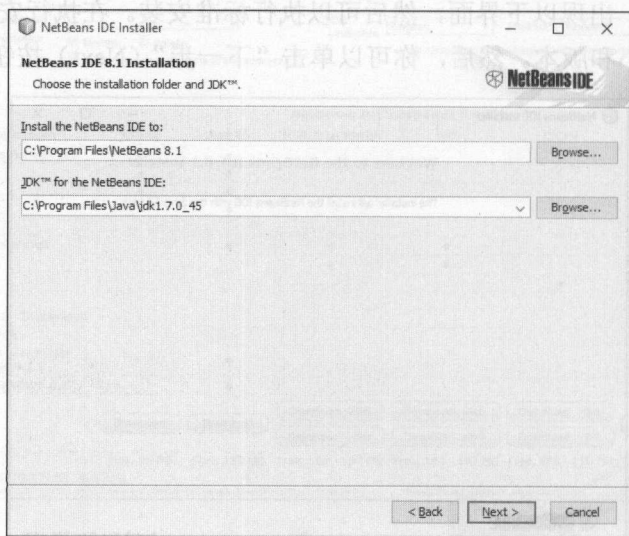 NetBeans IDE Installer
NetBeans IDE 8.1 Installation
Choose the installation folder and JDK™.
NetBeans IDE
Install the NetBeans IDE to:
C:\Program Files\NetBeans 8.1
Browse...
JDK™ for the NetBeans IDE:
C:\Program Files\Java\jdk1.7.0_45
Browse...
< Back
Next >
Cancel